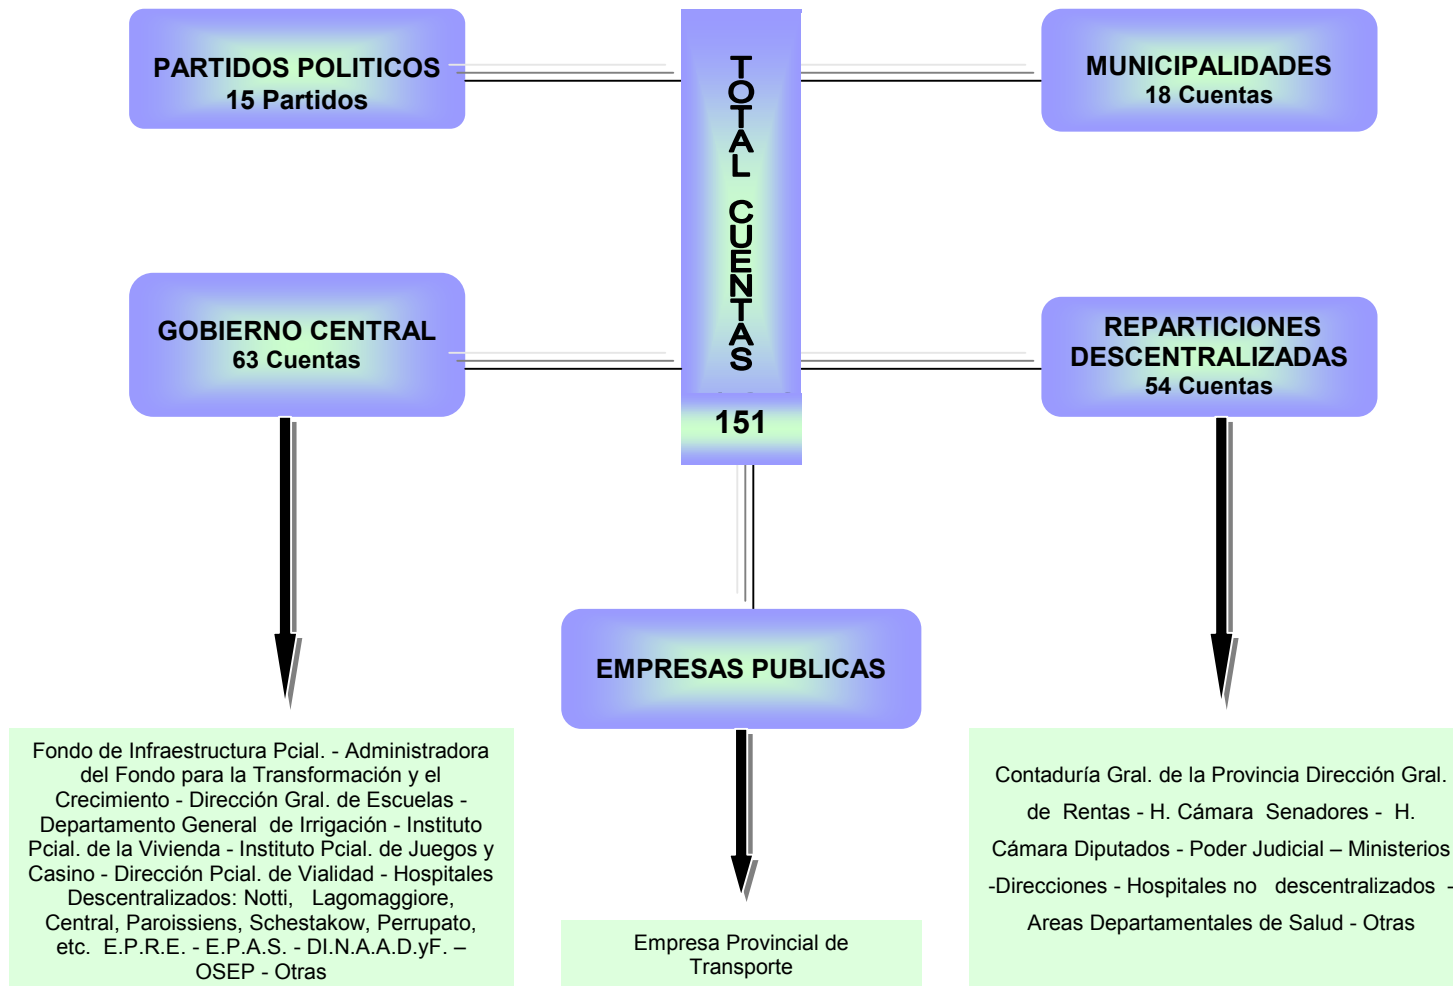 PARTIDOS POLITICOS
15 Partidos
TOTAL CUENTAS
151
MUNICIPALIDADES
18 Cuentas
GOBIERNO CENTRAL
63 Cuentas
REPARTICIONES
DESCENTRALIZADAS
54 Cuentas
EMPRESAS PUBLICAS
Fondo de Infraestructura Pcial. - Administradora
del Fondo para la Transformación y el
Crecimiento - Dirección Gral. de Escuelas -
Departamento General de Irrigación - Instituto
Pcial. de la Vivienda - Instituto Pcial. de Juegos y
Casino - Dirección Pcial. de Vialidad - Hospitales
Descentralizados: Notti, Lagomaggiore,
Central, Paroissiens, Schestakow, Perrupato,
etc. E.P.R.E. - E.P.A.S. - DI.N.A.A.D.yF. –
OSEP - Otras
Empresa Provincial de
Transporte
Contaduría Gral. de la Provincia Dirección Gral.
de Rentas - H. Cámara Senadores - H.
Cámara Diputados - Poder Judicial – Ministerios
-Direcciones - Hospitales no descentralizados -
Areas Departamentales de Salud - Otras